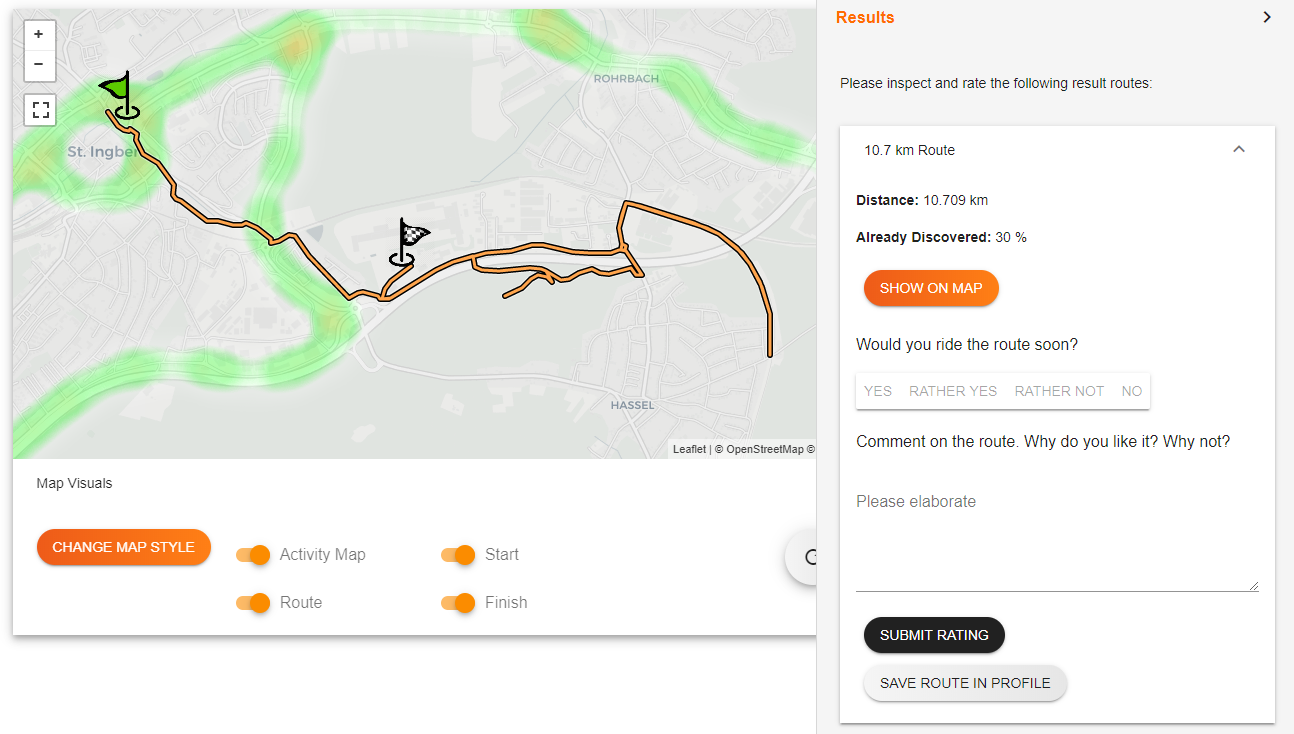 +
−
ROHRBACH
St. Ingber
HASSEL
Leaflet | © OpenStreetMap ©
Map Visuals
CHANGE MAP STYLE
Activity Map
Start
Route
Finish
Results
Please inspect and rate the following result routes:
10.7 km Route
Distance: 10.709 km
Already Discovered: 30 %
SHOW ON MAP
Would you ride the route soon?
YES RATHER YES RATHER NOT NO
Comment on the route. Why do you like it? Why not?
Please elaborate
SUBMIT RATING
SAVE ROUTE IN PROFILE